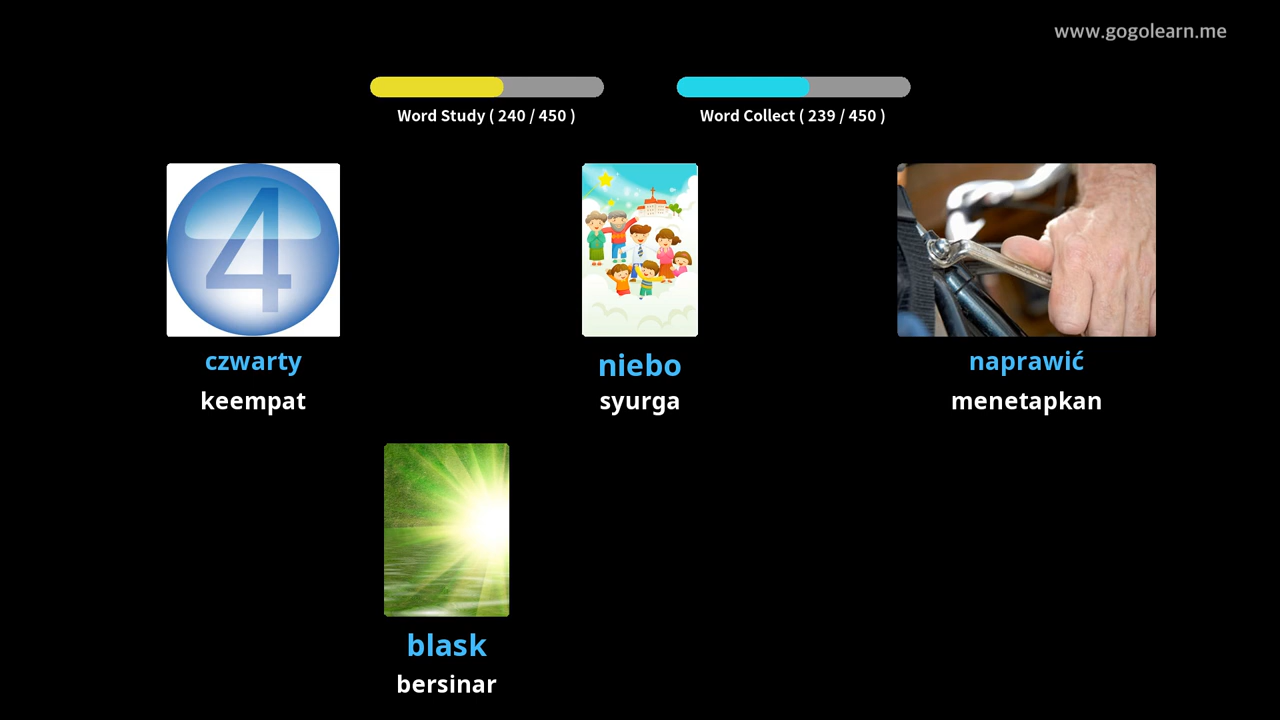 www.gogolearn.me
Word Study ( 240 / 450 )
Word Collect ( 239 / 450 )
4
czwarty
niebo
naprawić
keempat
syurga
menetapkan
blask
bersinar